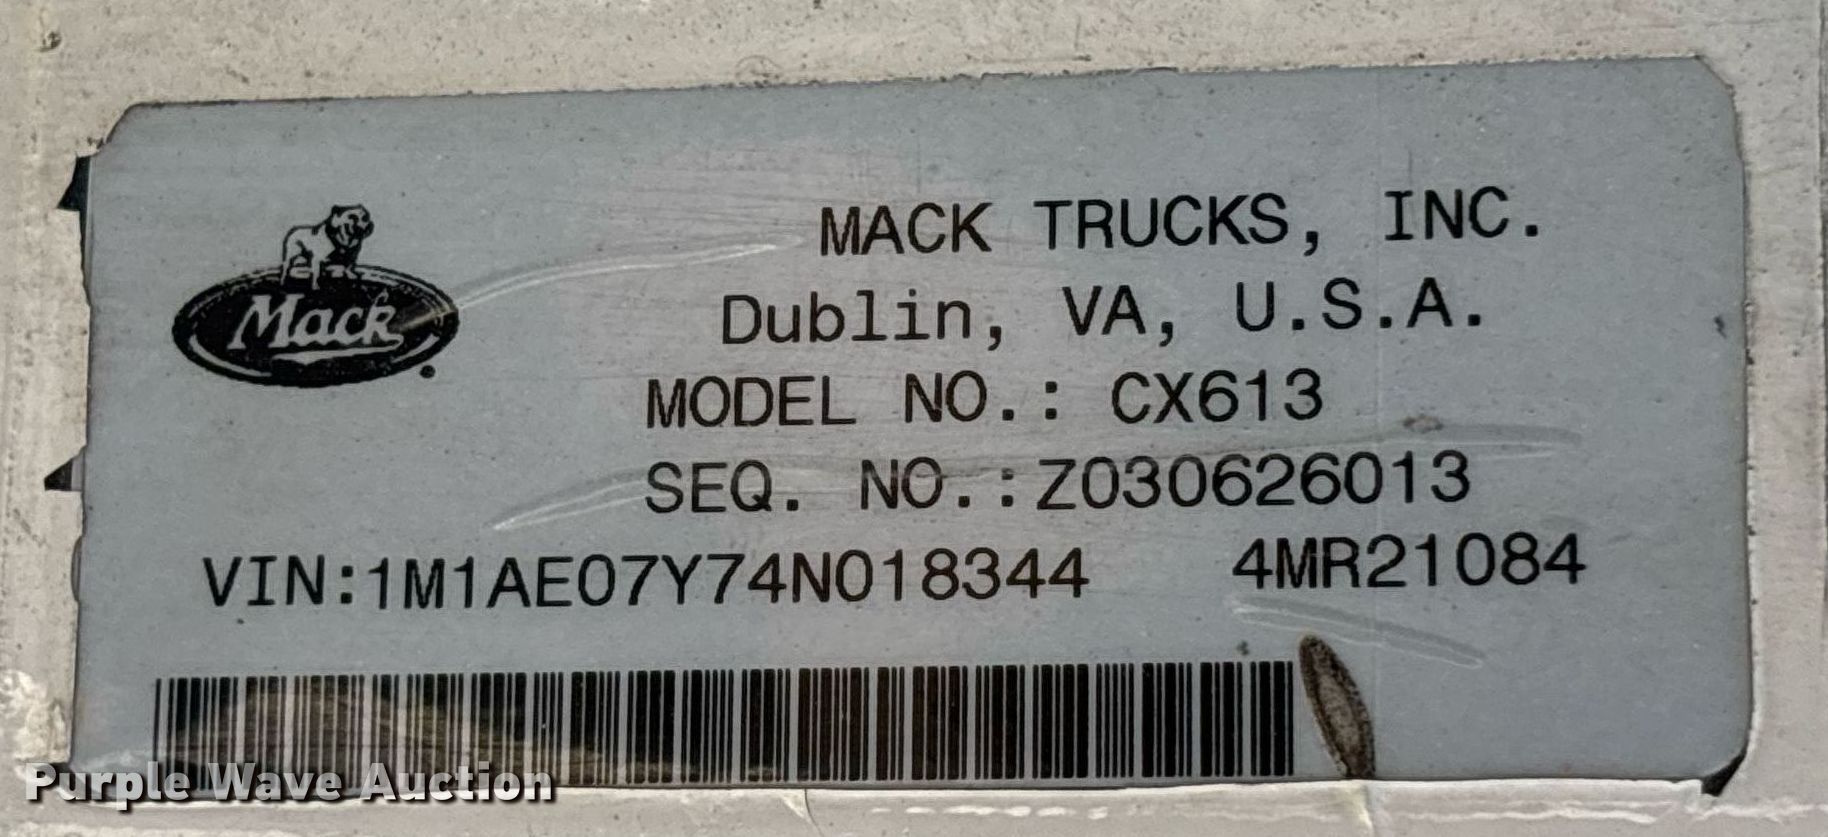 Mack
MACK TRUCKS, INC.
Dublin, VA, U.S.A.
MODEL NO.: CX613
SEQ. NO.:Z030626013
VIN:1M1AE07Y74N018344 4MR21084
Purple Wave Auction